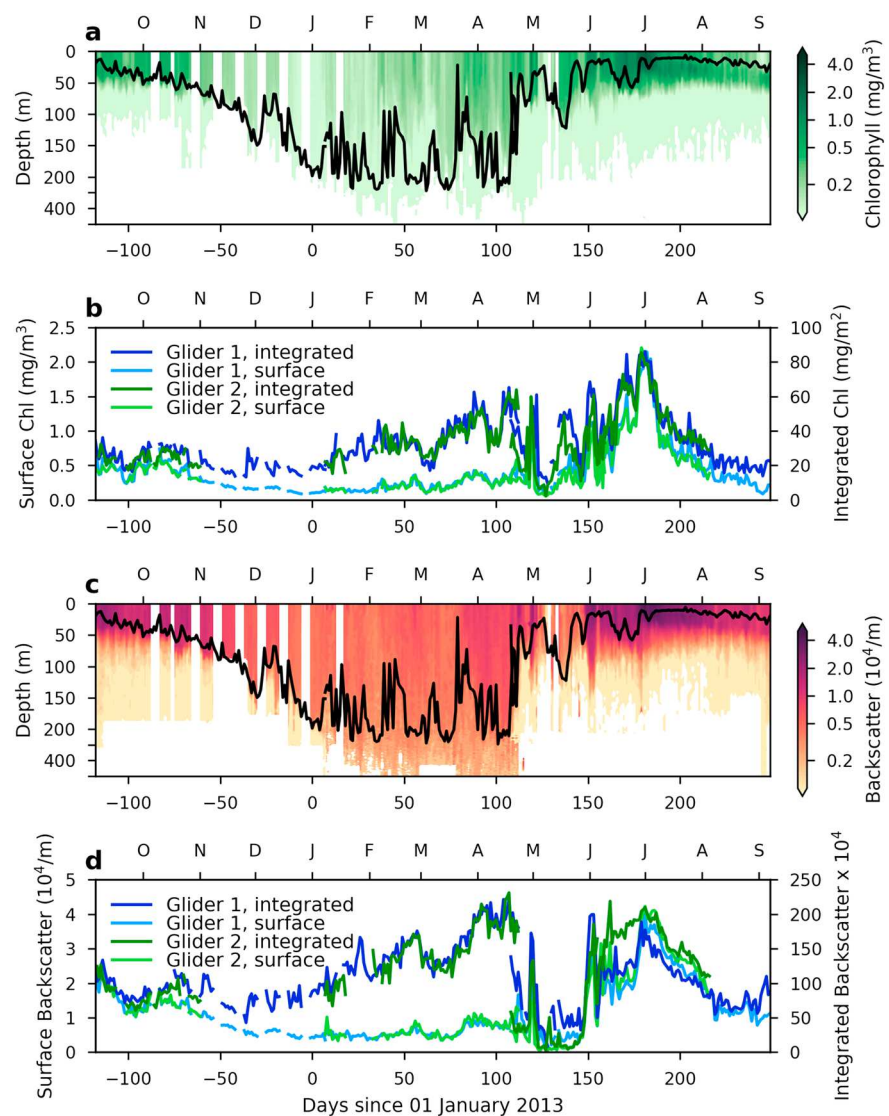 a
O N D J F M A M J J A S
0
50
100
150
200
400
Depth (m)
−100 −50 0 50 100 150 200
4.0
2.0
0.5
0.2
Chlorophyll (mg/m³)
b
O N D J F M A M J J A S
2.5
2.0
1.5
1.0
0.5
0.0
Surface Chl (mg/m³)
Glider 1, integrated
Glider 1, surface
Glider 2, integrated
Glider 2, surface
100
80
60
40
20
0
Integrated Chl (mg/m²)
−100 −50 0 50 100 150 200
c
O N D J F M A M J J A S
0
50
100
200
400
Depth (m)
−100 −50 0 50 100 150 200
4.0
2.0
1.0
0.5
0.2
Backscatter (10⁴/m)
d
O N D J F M A M J J A S
5
4
3
2
1
0
Surface Backscatter (10⁴/m)
Glider 1, integrated
Glider 1, surface
Glider 2, integrated
Glider 2, surface
250
200
150
100
50
0
Integrated Backscatter x 10⁴
−100 −50 0 50 100 150 200
Days since 01 January 2013